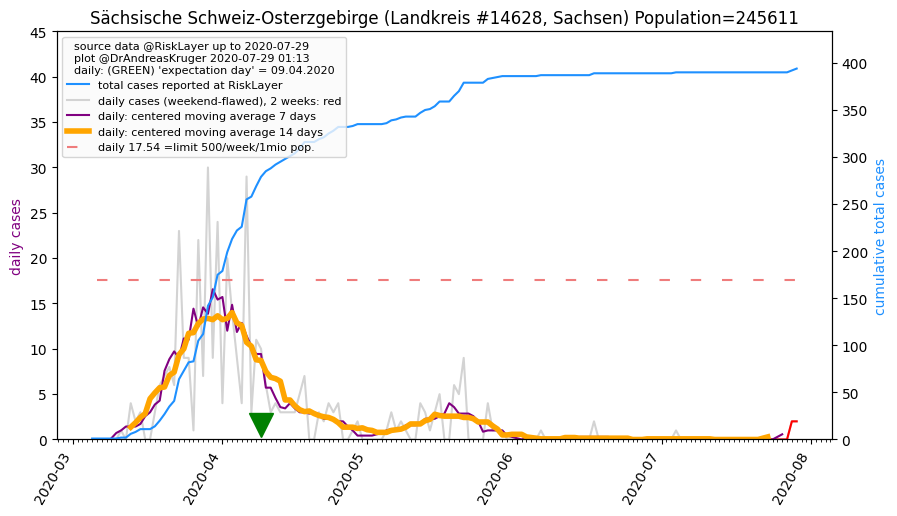 Sächsische Schweiz-Osterzgebirge (Landkreis #14628, Sachsen) Population=245611
source data @RiskLayer up to 2020-07-29
plot @DrAndreasKruger 2020-07-29 01:13
daily: (GREEN) 'expectation day' = 09.04.2020
total cases reported at RiskLayer
daily cases (weekend-flawed), 2 weeks: red
daily: centered moving average 7 days
daily: centered moving average 14 days
daily 17.54 =limit 500/week/1mio pop.
daily cases
45
40
35
30
25
20
15
10
5
0
cumulative total cases
400
350
300
250
200
150
100
50
0
2020-03
2020-04
2020-05
2020-06
2020-07
2020-08